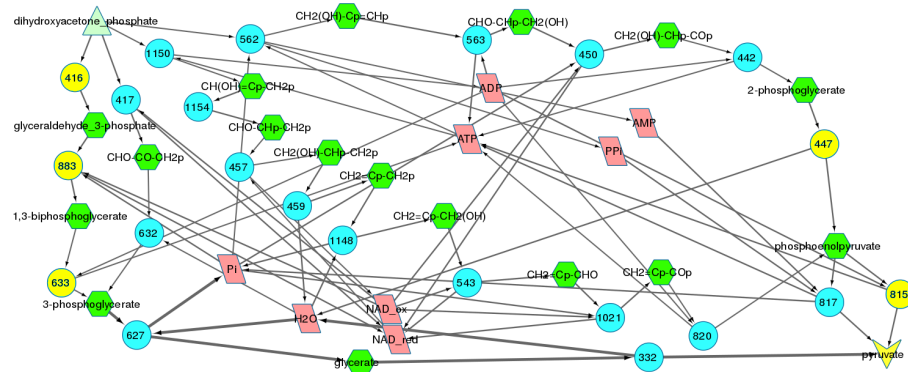 CH2(OH)-Cp=CHp
dihydroxyacetone_phosphate
CHO-CHp-CH2(OH)
562
563
CH2(OH)-CHp-COp
1150
450
442
416
CH(OH)=Cp-CH2p
ADP
2-phosphoglycerate
417
1154
AMP
glyceraldehyde_3-phosphate
CHO-CHp-CH2p
ATP
447
CHO-CO-CH2p
CH2(OH)-CHp-CH2p
PPi
883
457
CH2=Cp-CH2p
459
1,3-biphosphoglycerate
CH2=Cp-CH2(OH)
632
1148
phosphoenolpyruvate
Pi
CH2=Cp-CHO
CH2=Cp-COp
633
543
815
3-phosphoglycerate
NAD_ox
817
H2O
1021
627
NAD_red
820
glycerate
332
pyruvate